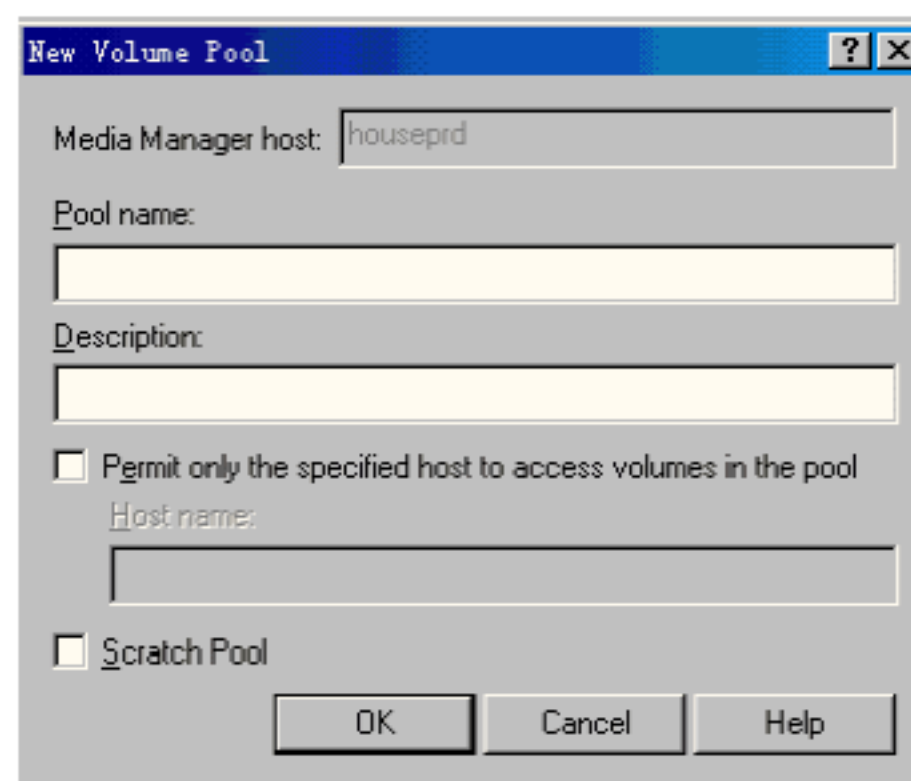 New Volume Pool
Media Manager host: houseprd
Pool name:
Description:
Permit only the specified host to access volumes in the pool
Host name:
Scratch Pool
OK Cancel Help